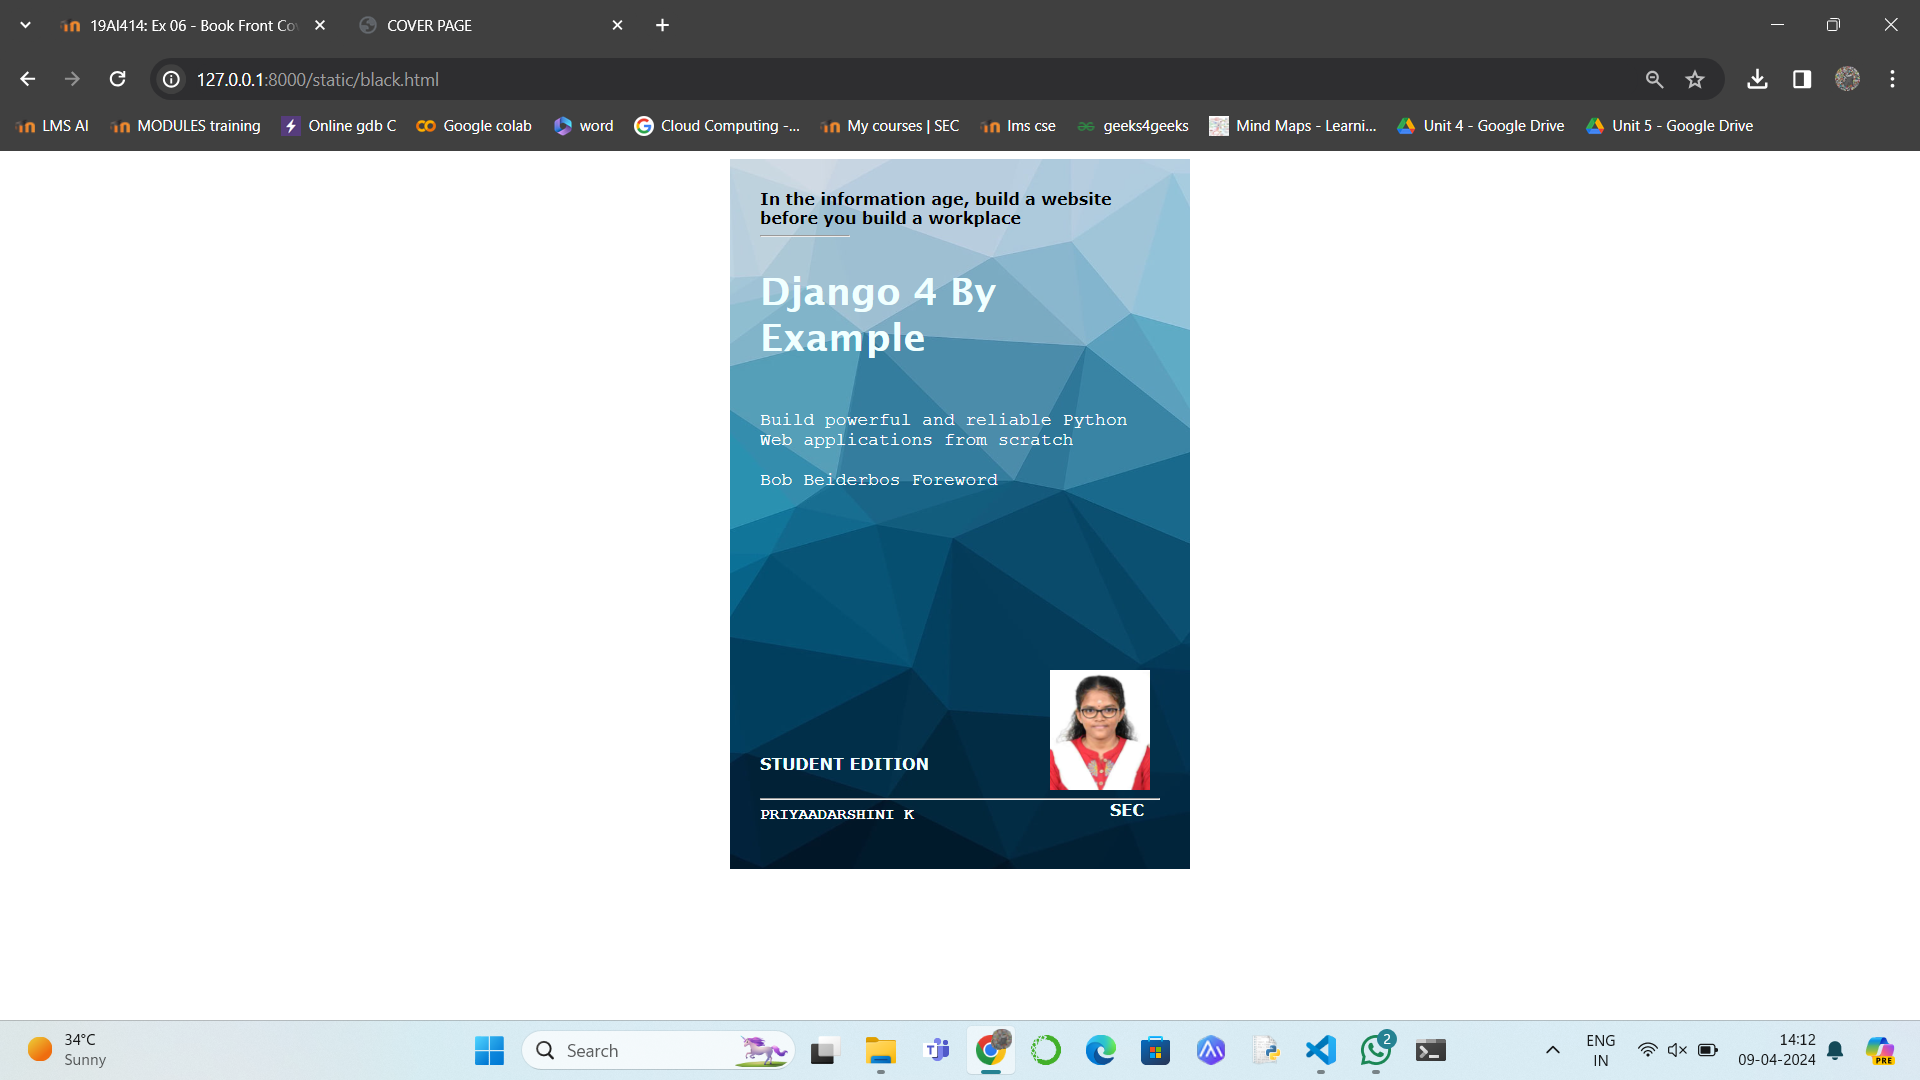 19AI414: Ex 06 - Book Front Co
COVER PAGE
127.0.0.1:8000/static/black.html
LMS AI
MODULES training
Online gdb C
Google colab
word
Cloud Computing -...
My courses | SEC
lms cse
geeks4geeks
Mind Maps - Learni...
Unit 4 - Google Drive
Unit 5 - Google Drive
In the information age, build a website
before you build a workplace
Django 4 By
Example
Build powerful and reliable Python
Web applications from scratch
Bob Beiderbos Foreword
STUDENT EDITION
SEC
PRIYAADARSHINI K
34°C
Sunny
Search
2
ENG
IN
14:12
09-04-2024
PRE